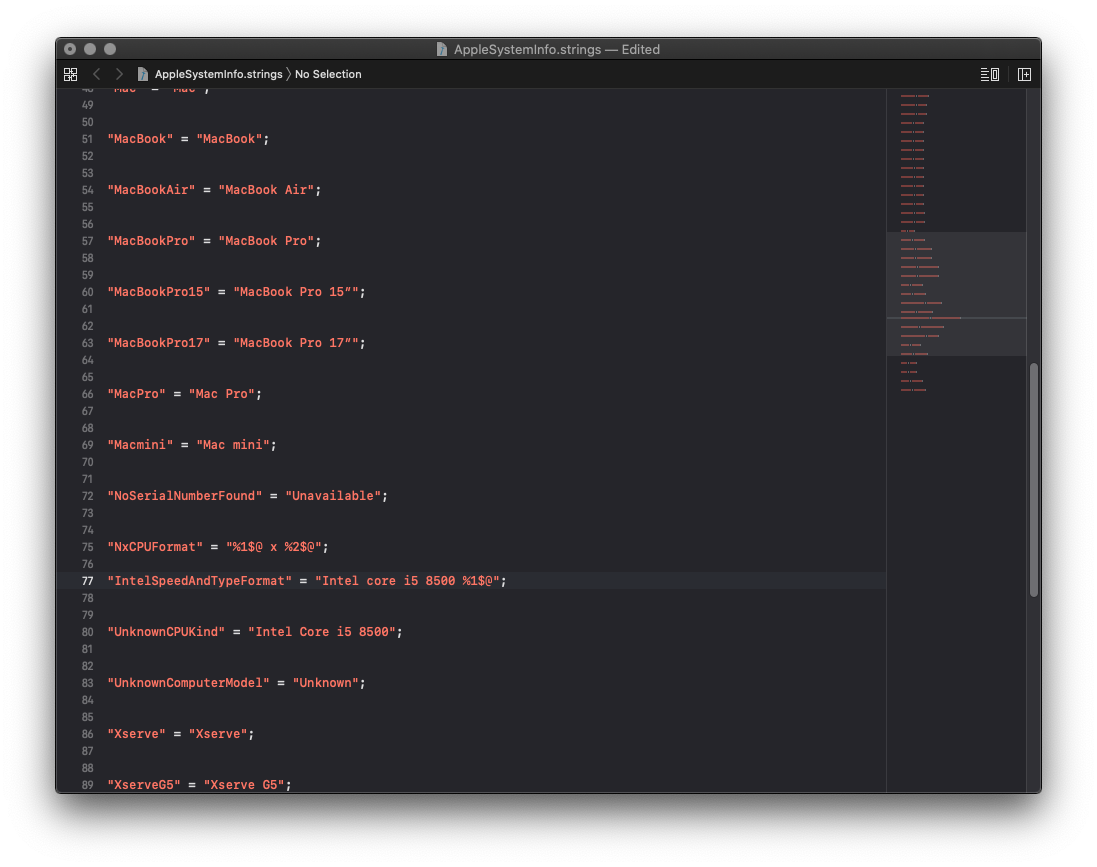 AppleSystemInfo.strings — Edited
AppleSystemInfo.strings 〉 No Selection
48 "Mac" = "Mac";
49
50
51 "MacBook" = "MacBook";
52
53
54 "MacBookAir" = "MacBook Air";
55
56
57 "MacBookPro" = "MacBook Pro";
58
59
60 "MacBookPro15" = "MacBook Pro 15″";
61
62
63 "MacBookPro17" = "MacBook Pro 17″";
64
65
66 "MacPro" = "Mac Pro";
67
68
69 "Macmini" = "Mac mini";
70
71
72 "NoSerialNumberFound" = "Unavailable";
73
74
75 "NxCPUFormat" = "%1$@ x %2$@";
76
77 "IntelSpeedAndTypeFormat" = "Intel core i5 8500 %1$@";
78
79
80 "UnknownCPUKind" = "Intel Core i5 8500";
81
82
83 "UnknownComputerModel" = "Unknown";
84
85
86 "Xserve" = "Xserve";
87
88
89 "XserveG5" = "Xserve G5";